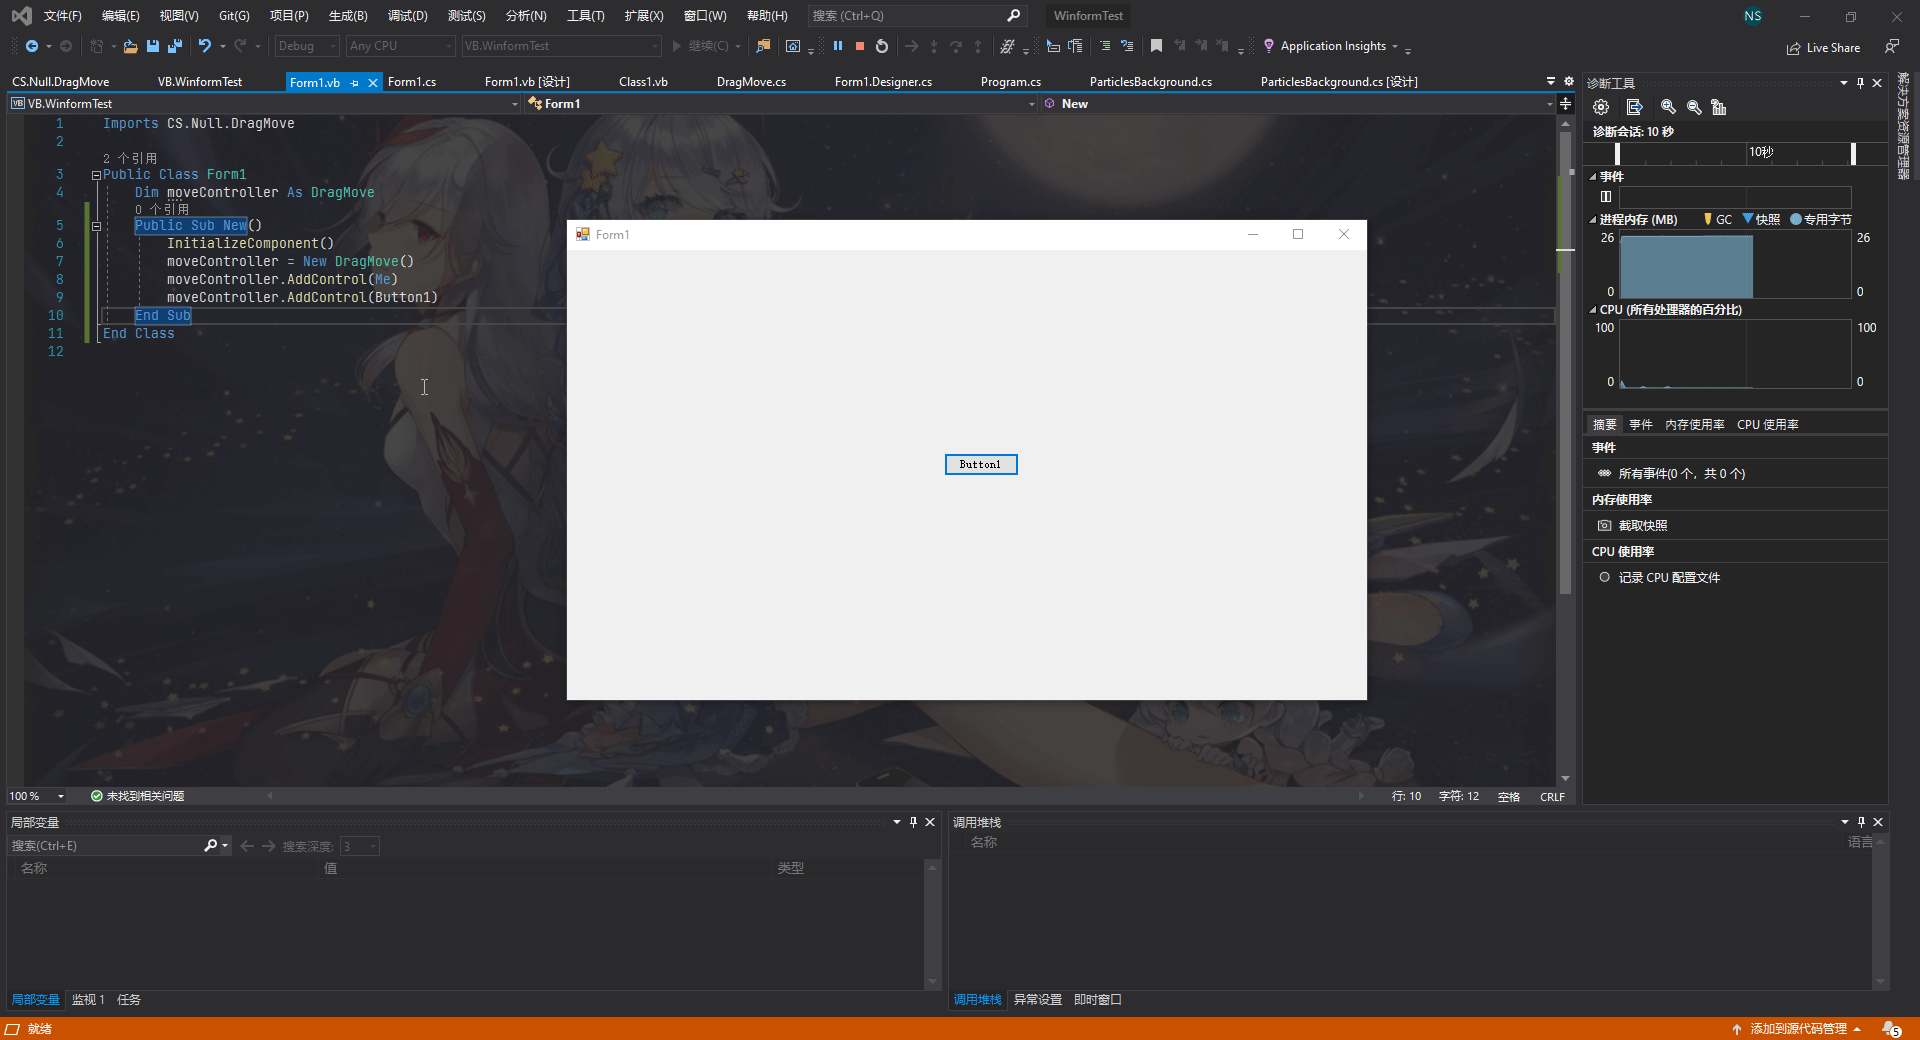 文件(F) 编辑(E) 视图(V) Git(G) 项目(P) 生成(B) 调试(D) 测试(S) 分析(N) 工具(T) 扩展(X) 窗口(W) 帮助(H) 搜索 (Ctrl+Q) WinformTest NS
Debug Any CPU VB.WinformTest 继续(C) Application Insights Live Share
CS.Null.DragMove VB.WinformTest Form1.vb Form1.cs Form1.vb [设计] Class1.vb DragMove.cs Form1.Designer.cs Program.cs ParticlesBackground.cs ParticlesBackground.cs [设计]
VB VB.WinformTest Form1 New
1 Imports CS.Null.DragMove
2
2 个引用
3 Public Class Form1
4 Dim moveController As DragMove
0 个引用
5 Public Sub New()
6 InitializeComponent()
7 moveController = New DragMove()
8 moveController.AddControl(Me)
9 moveController.AddControl(Button1)
10 End Sub
11 End Class
12
Form1
Button1
100 % 未找到相关问题 行: 10 字符: 12 空格 CRLF
诊断工具
诊断会话: 10 秒
10秒
事件
进程内存 (MB) GC 快照 专用字节
26 26
0 0
CPU (所有处理器的百分比)
100 100
0 0
摘要 事件 内存使用率 CPU 使用率
事件
所有事件(0 个，共 0 个)
内存使用率
截取快照
CPU 使用率
记录 CPU 配置文件
解决方案资源管理器
局部变量
搜索(Ctrl+E) 搜索深度: 3
名称 值 类型
局部变量 监视 1 任务
调用堆栈
名称 语言
调用堆栈 异常设置 即时窗口
就绪 添加到源代码管理 5